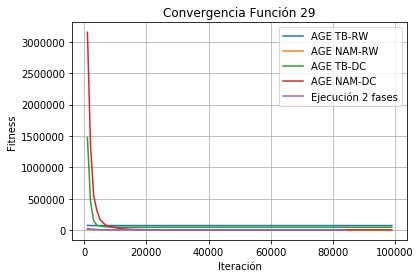 Convergencia Función 29
Fitness
3000000
2500000
2000000
1500000
1000000
500000
0
0 20000 40000 60000 80000 100000
Iteración
AGE TB-RW
AGE NAM-RW
AGE TB-DC
AGE NAM-DC
Ejecución 2 fases